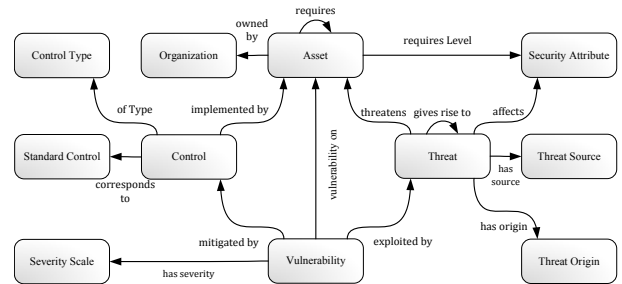 requires
owned
by
requires Level
Control Type
Organization
Asset
Security Attribute
of Type
implemented by
vulnerability on
threatens
gives rise to
affects
Standard Control
Control
Threat
Threat Source
corresponds
to
has
source
mitigated by
exploited by
has origin
Severity Scale
has severity
Vulnerability
Threat Origin